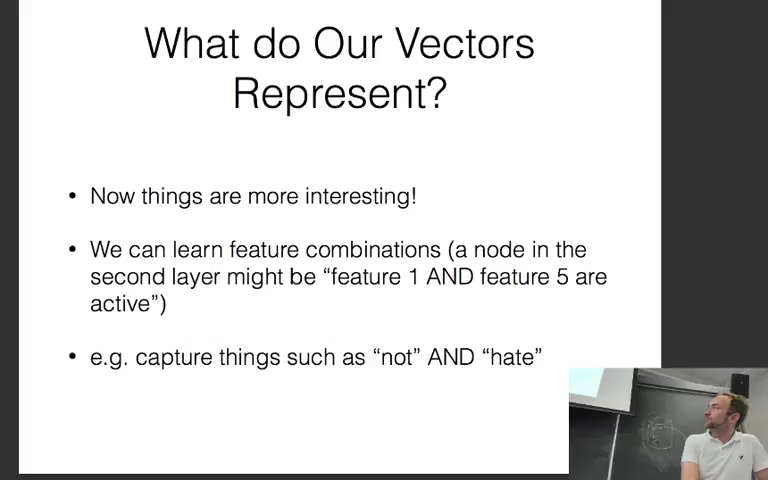 What do Our Vectors
Represent?
• Now things are more interesting!
• We can learn feature combinations (a node in the
second layer might be “feature 1 AND feature 5 are
active”)
• e.g. capture things such as “not” AND “hate”